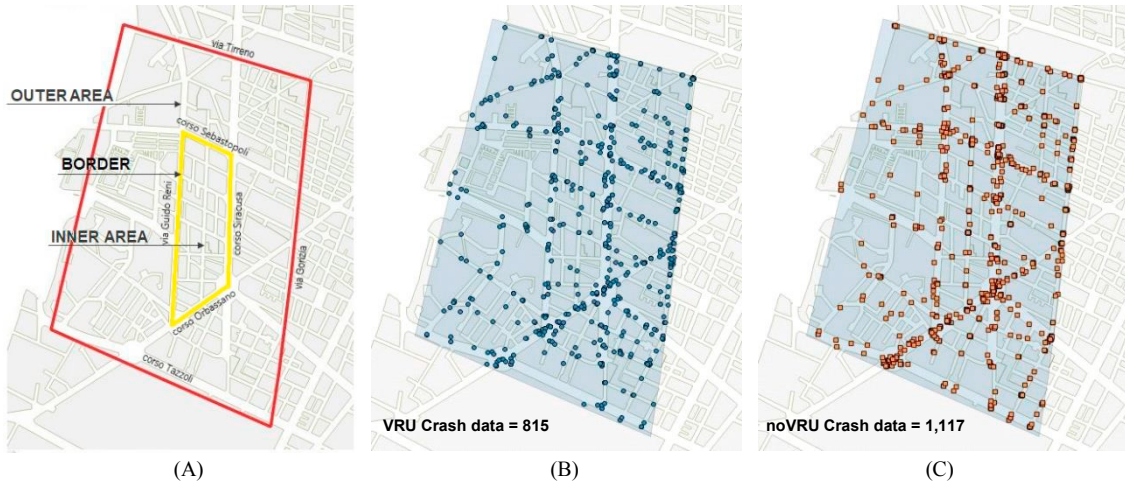 via Tirreno
OUTER AREA
corso Sebastopoli
BORDER
via Guido Reni
corso Siracusa
INNER AREA
via Gorizia
corso Orbassano
corso Tazzoli
(A)
VRU Crash data = 815
(B)
noVRU Crash data = 1,117
(C)